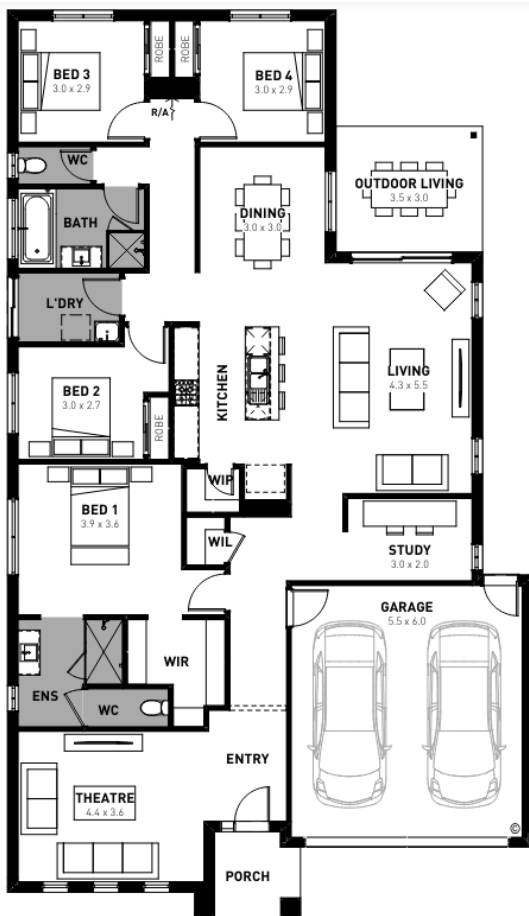 BED 3
3.0 x 2.9
ROBE
ROBE
BED 4
3.0 x 2.9
R/A
WC
OUTDOOR LIVING
3.5 x 3.0
BATH
DINING
3.0 x 3.0
L'DRY
LIVING
4.3 x 5.5
KITCHEN
BED 2
3.0 x 2.7
ROBE
WIP
BED 1
3.9 x 3.6
WIL
STUDY
3.0 x 2.0
GARAGE
5.5 x 6.0
WIR
ENS
WC
ENTRY
THEATRE
4.4 x 3.6
©
PORCH